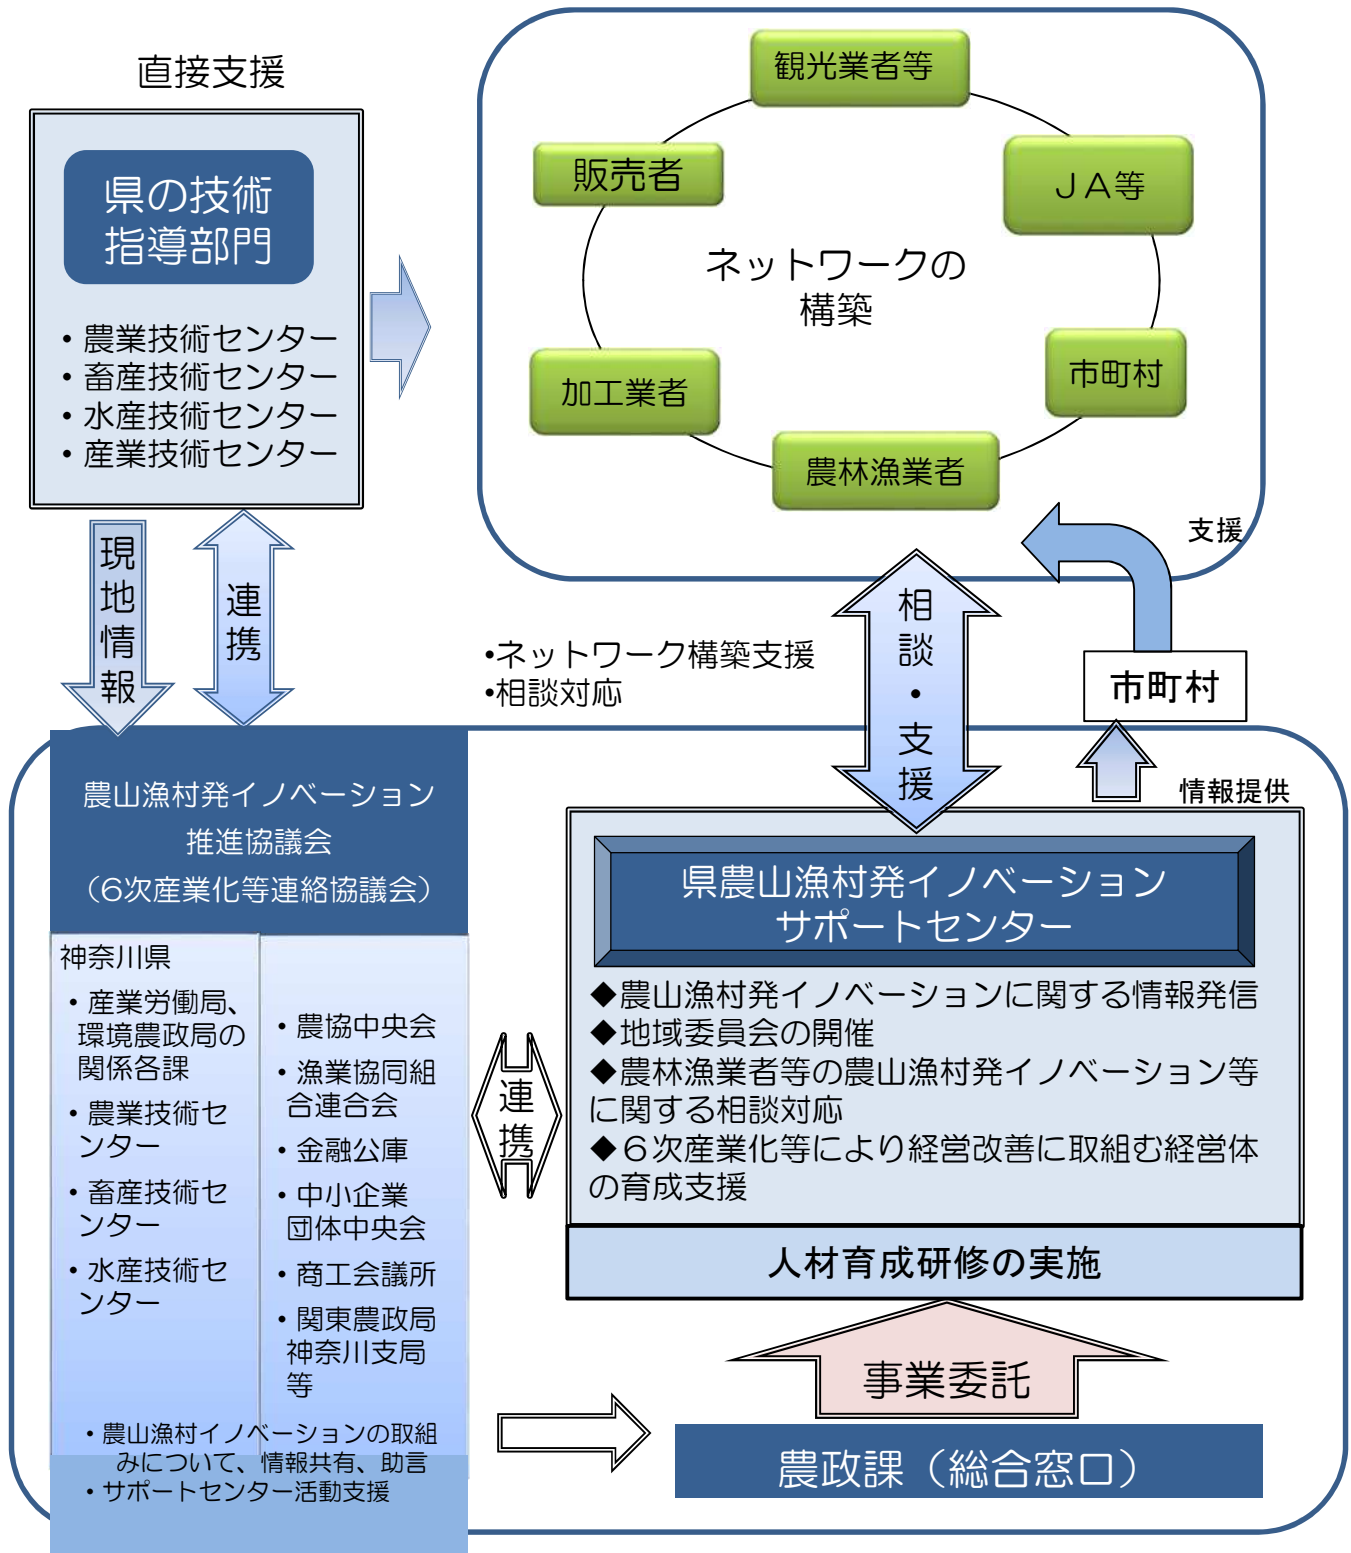 直接支援
県の技術
指導部門
・農業技術センター
・畜産技術センター
・水産技術センター
・産業技術センター
観光業者等
販売者
ＪＡ等
ネットワークの
構築
加工業者
市町村
農林漁業者
支援
現地情報
連携
•ネットワーク構築支援
•相談対応
相談・支援
市町村
情報提供
農山漁村発イノベーション
推進協議会
（6次産業化等連絡協議会）
神奈川県
・産業労働局、
環境農政局の
関係各課
・農業技術セ
ンター
・畜産技術セ
ンター
・水産技術セ
ンター
・農協中央会
・漁業協同組
合連合会
・金融公庫
・中小企業
団体中央会
・商工会議所
・関東農政局
神奈川支局
等
・農山漁村イノベーションの取組
みについて、情報共有、助言
・サポートセンター活動支援
連携
県農山漁村発イノベーション
サポートセンター
◆農山漁村発イノベーションに関する情報発信
◆地域委員会の開催
◆農林漁業者等の農山漁村発イノベーション等
に関する相談対応
◆６次産業化等により経営改善に取組む経営体
の育成支援
人材育成研修の実施
事業委託
農政課（総合窓口）